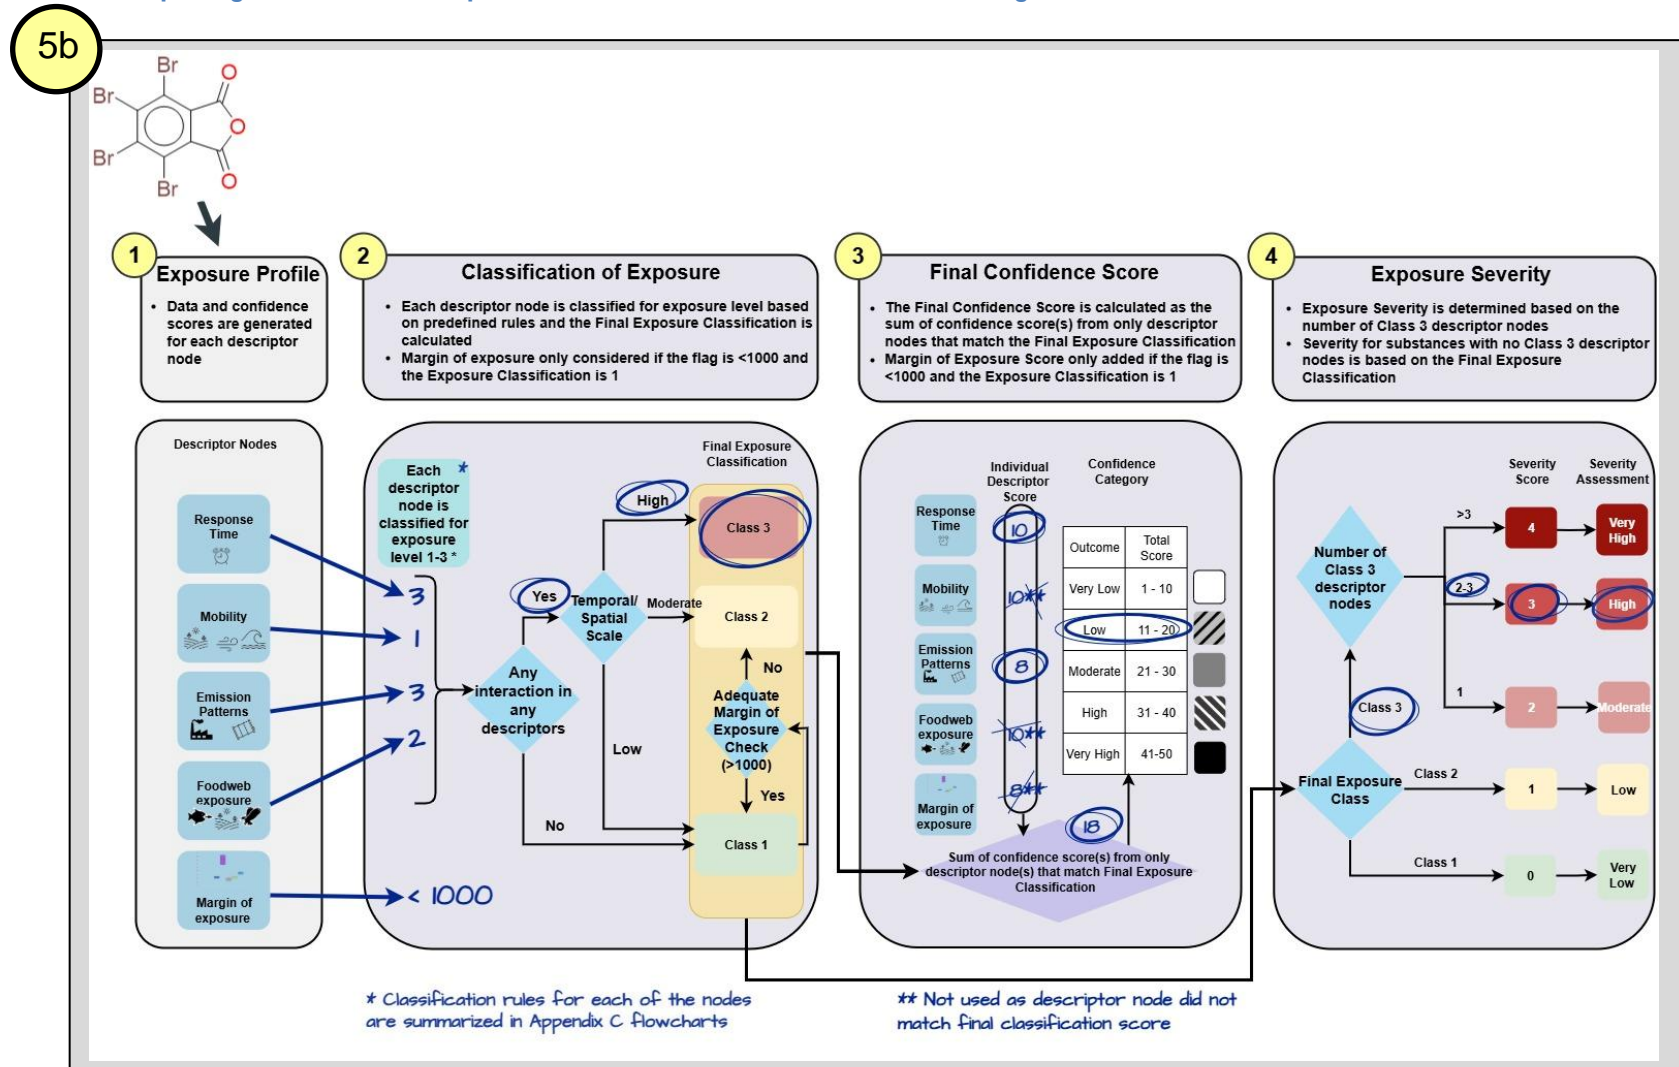 5b
Br
O
Br
O
Br
O
Br
1
Exposure Profile
• Data and confidence
scores are generated
for each descriptor
node
2
Classification of Exposure
• Each descriptor node is classified for exposure level based
on predefined rules and the Final Exposure Classification is
calculated
• Margin of exposure only considered if the flag is <1000 and
the Exposure Classification is 1
3
Final Confidence Score
• The Final Confidence Score is calculated as the
sum of confidence score(s) from only descriptor
nodes that match the Final Exposure Classification
• Margin of Exposure Score only added if the flag is
<1000 and the Exposure Classification is 1
4
Exposure Severity
• Exposure Severity is determined based on the
number of Class 3 descriptor nodes
• Severity for substances with no Class 3 descriptor
nodes is based on the Final Exposure
Classification
Descriptor Nodes
Response
Time
Mobility
Emission
Patterns
Foodweb
exposure
Margin of
exposure
Each *
descriptor
node is
classified for
exposure
level 1-3 *
3
1
3
2
< 1000
Any
interaction in
any
descriptors
Yes
No
Temporal/
Spatial
Scale
High
Moderate
Low
Final Exposure
Classification
Class 3
Class 2
No
Adequate
Margin of
Exposure
Check
(>1000)
Yes
Class 1
* Classification rules for each of the nodes
are summarized in Appendix C flowcharts
Individual
Descriptor
Score
Response
Time
10
Mobility
10**
Emission
Patterns
8
Foodweb
exposure
10**
Margin of
exposure
8**
Confidence
Category
Outcome Total Score
Very Low 1 - 10
Low 11 - 20
Moderate 21 - 30
High 31 - 40
Very High 41-50
18
Sum of confidence score(s) from only
descriptor node(s) that match Final Exposure
Classification
** Not used as descriptor node did not
match final classification score
Severity
Score
Severity
Assessment
Number of
Class 3
descriptor
nodes
>3
4
Very
High
2-3
3
High
1
2
Moderate
Class 3
Final Exposure
Class
Class 2
1
Low
Class 1
0
Very
Low